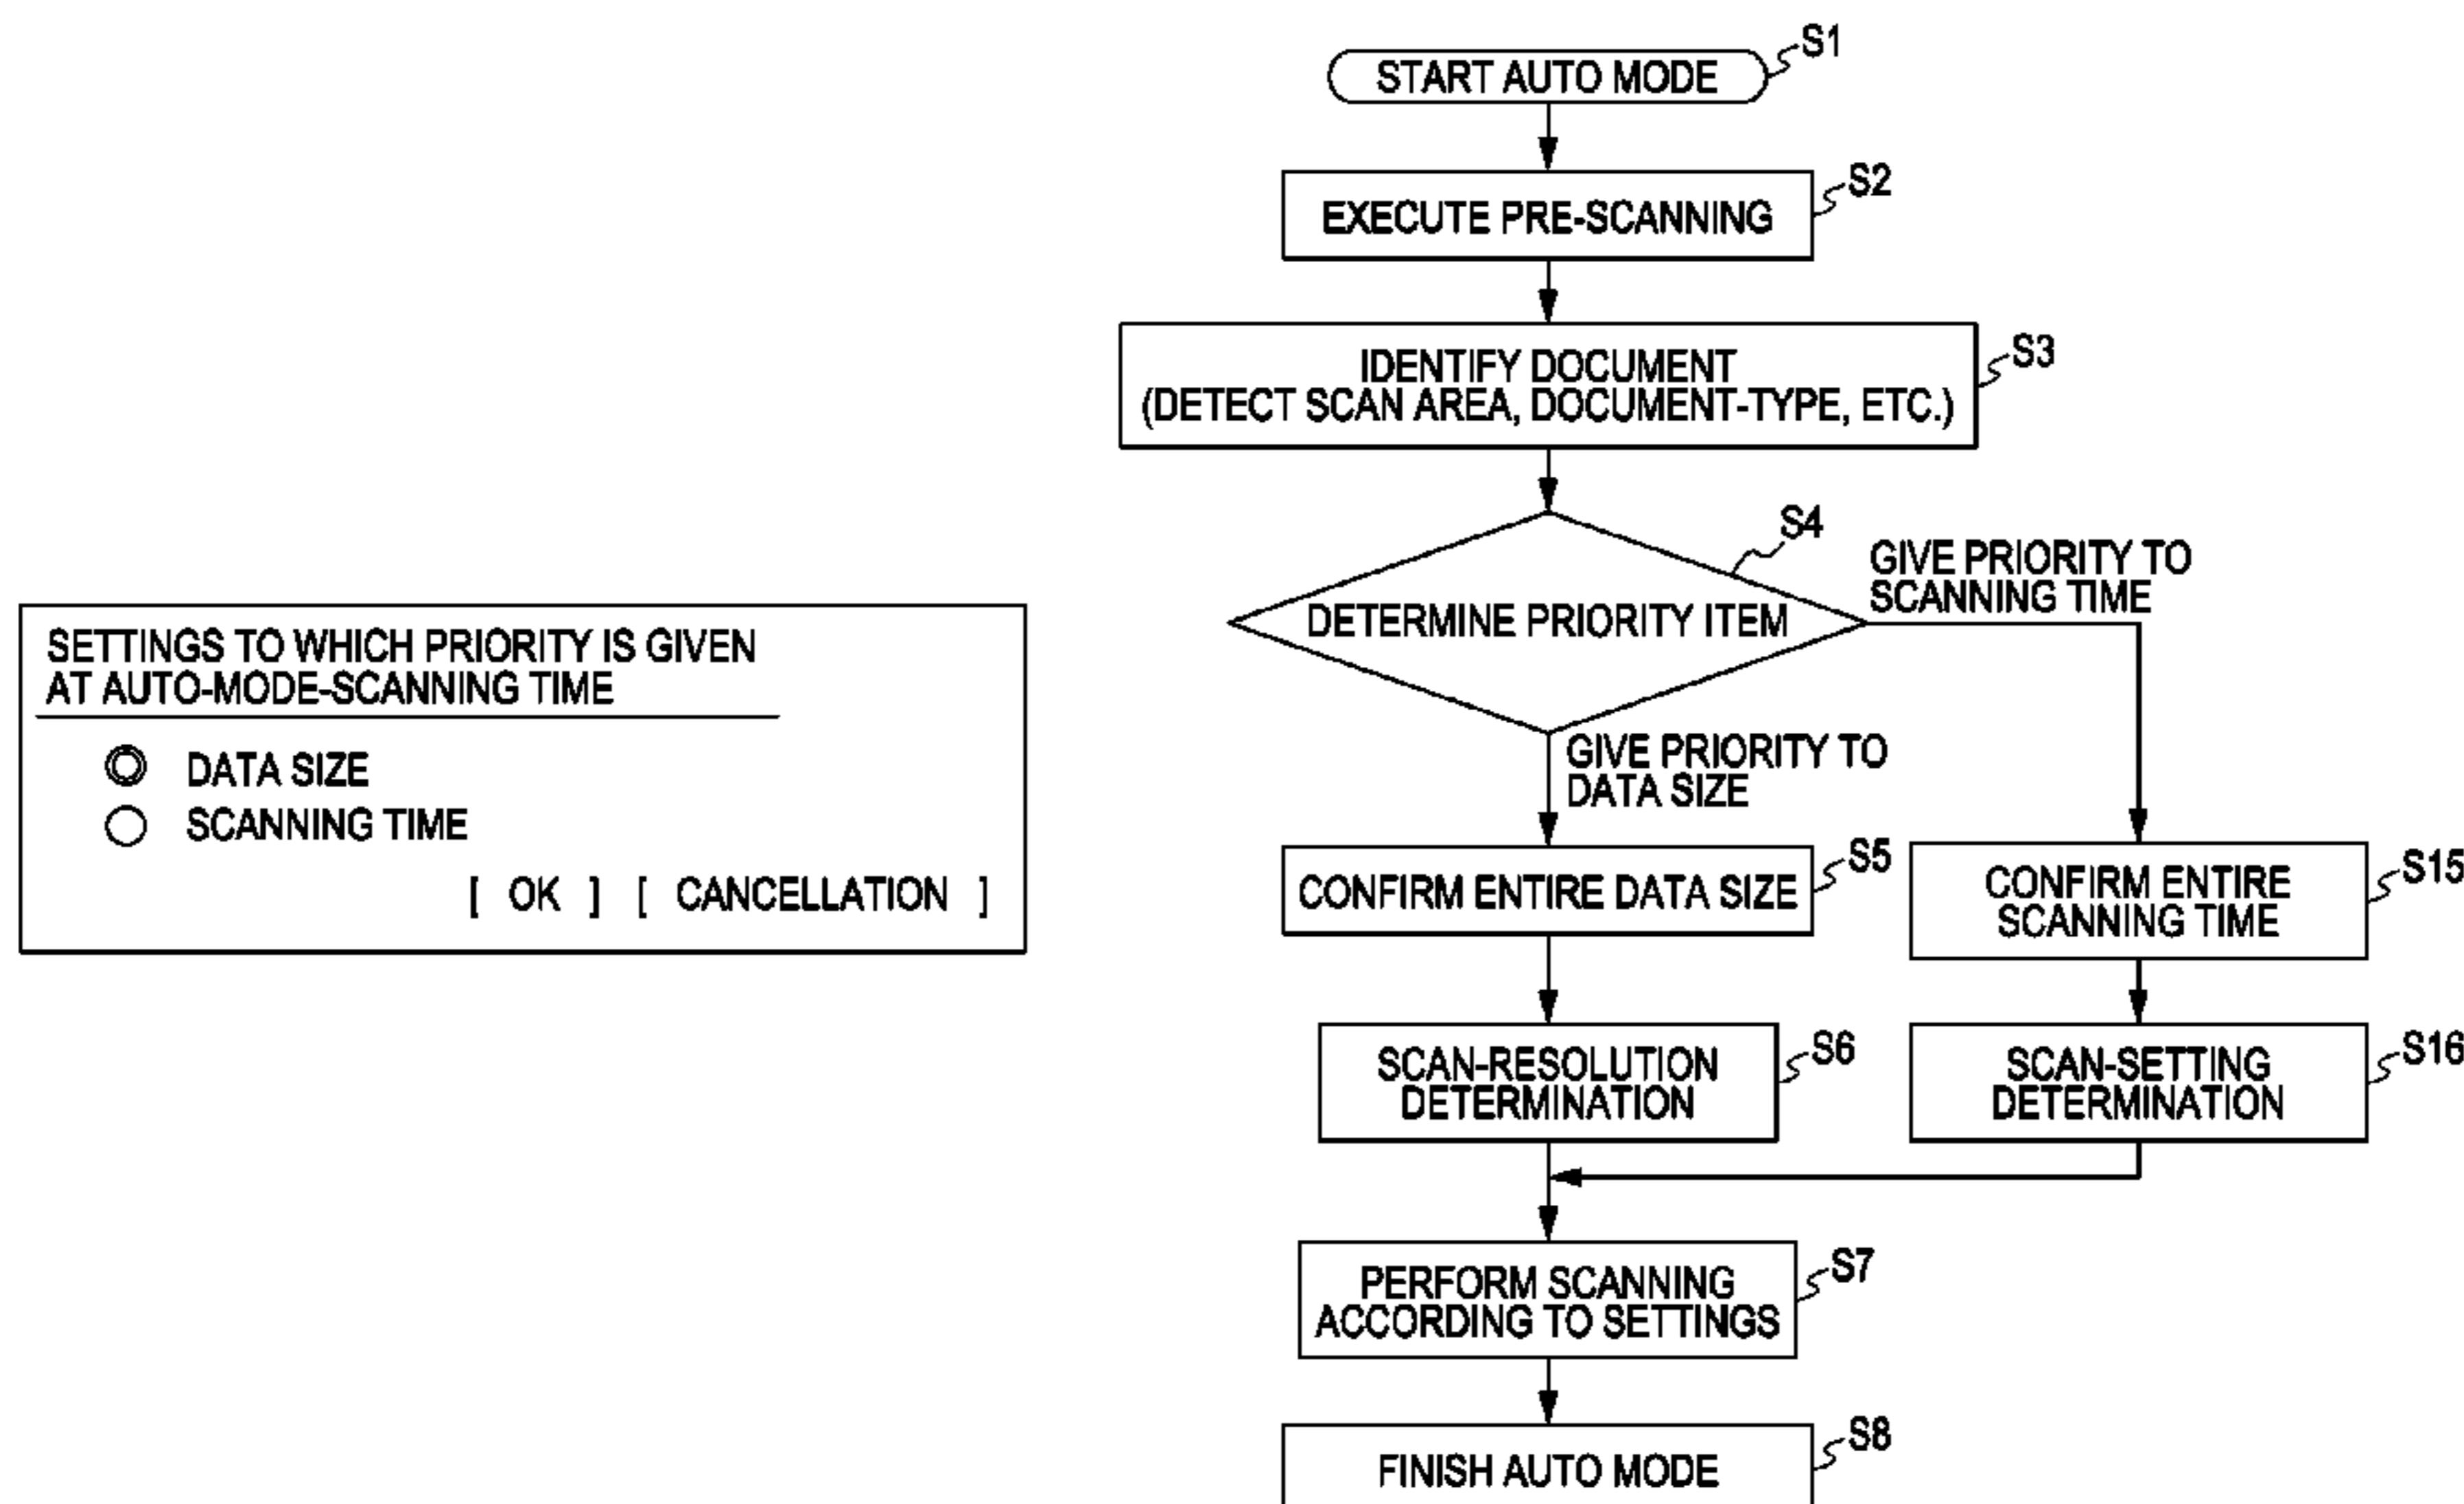 SETTINGS TO WHICH PRIORITY IS GIVEN
AT AUTO-MODE-SCANNING TIME
DATA SIZE
SCANNING TIME
[ OK ] [ CANCELLATION ]
START AUTO MODE
S1
EXECUTE PRE-SCANNING
S2
IDENTIFY DOCUMENT
(DETECT SCAN AREA, DOCUMENT-TYPE, ETC.)
S3
DETERMINE PRIORITY ITEM
S4
GIVE PRIORITY TO
SCANNING TIME
GIVE PRIORITY TO
DATA SIZE
CONFIRM ENTIRE DATA SIZE
S5
CONFIRM ENTIRE
SCANNING TIME
S15
SCAN-RESOLUTION
DETERMINATION
S6
SCAN-SETTING
DETERMINATION
S16
PERFORM SCANNING
ACCORDING TO SETTINGS
S7
FINISH AUTO MODE
S8